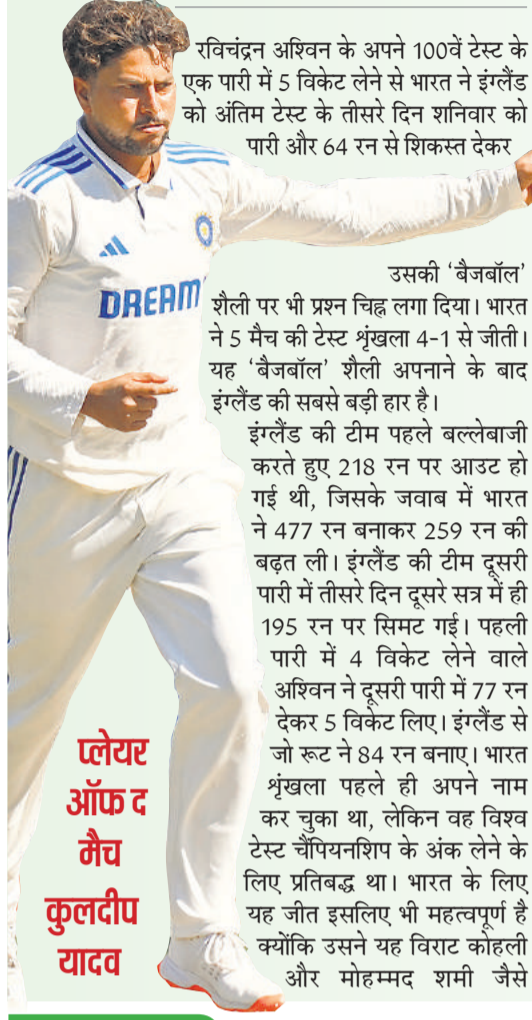 रविचंद्रन अश्विन के अपने 100वें टेस्ट के
एक पारी में 5 विकेट लेने से भारत ने इंग्लैंड
को अंतिम टेस्ट के तीसरे दिन शनिवार को
पारी और 64 रन से शिकस्त देकर
उसकी 'बैजबॉल'
शैली पर भी प्रश्न चिह्न लगा दिया। भारत
ने 5 मैच की टेस्ट शृंखला 4-1 से जीती।
यह 'बैजबॉल' शैली अपनाने के बाद
इंग्लैंड की सबसे बड़ी हार है।
इंग्लैंड की टीम पहले बल्लेबाजी
करते हुए 218 रन पर आउट हो
गई थी, जिसके जवाब में भारत
ने 477 रन बनाकर 259 रन की
बढ़त ली। इंग्लैंड की टीम दूसरी
पारी में तीसरे दिन दूसरे सत्र में ही
195 रन पर सिमट गई। पहली
पारी में 4 विकेट लेने वाले
अश्विन ने दूसरी पारी में 77 रन
देकर 5 विकेट लिए। इंग्लैंड से
जो रूट ने 84 रन बनाए। भारत
शृंखला पहले ही अपने नाम
कर चुका था, लेकिन वह विश्व
टेस्ट चैंपियनशिप के अंक लेने के
लिए प्रतिबद्ध था। भारत के लिए
यह जीत इसलिए भी महत्वपूर्ण है
क्योंकि उसने यह विराट कोहली
और मोहम्मद शमी जैसे
DREAM
प्लेयर
ऑफ द
मैच
कुलदीप
यादव